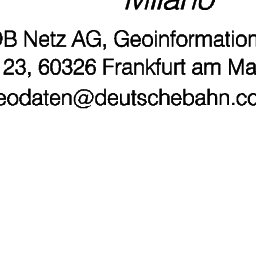 Milano
DB Netz AG, Geoinformation
23, 60326 Frankfurt am Ma
eodaten@deutschebahn.co